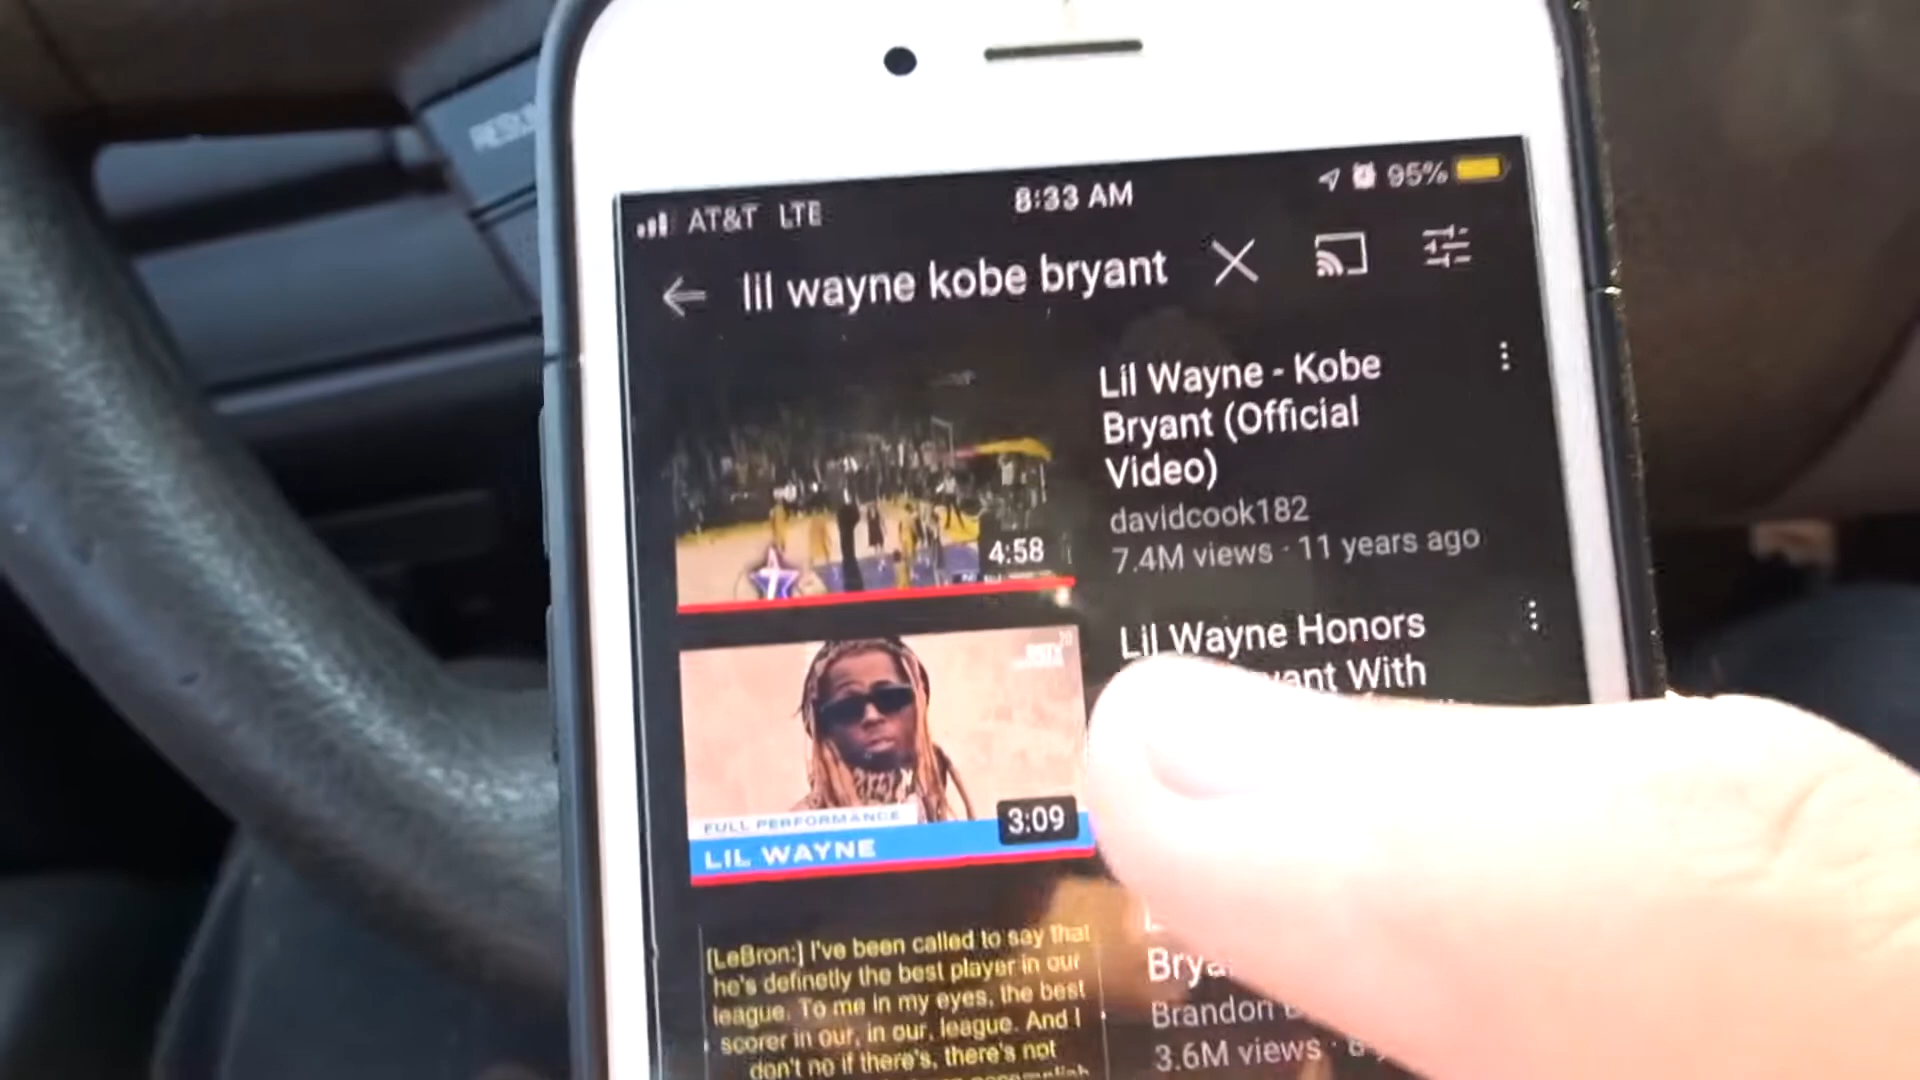 AT&T LTE 8:33 AM 95%
lil wayne kobe bryant
Lil Wayne - Kobe
Bryant (Official
Video)
4:58
davidcook182
7.4M views · 11 years ago
Lil Wayne Honors
With
FULL PERFORMANCE
3:09
LIL WAYNE
[LeBron:] I've been called to say that
he's definetly the best player in our
league. To me in my eyes, the best
scorer in our, in our, league. And I
don't no if there's, there's not
Brandon
3.6M views